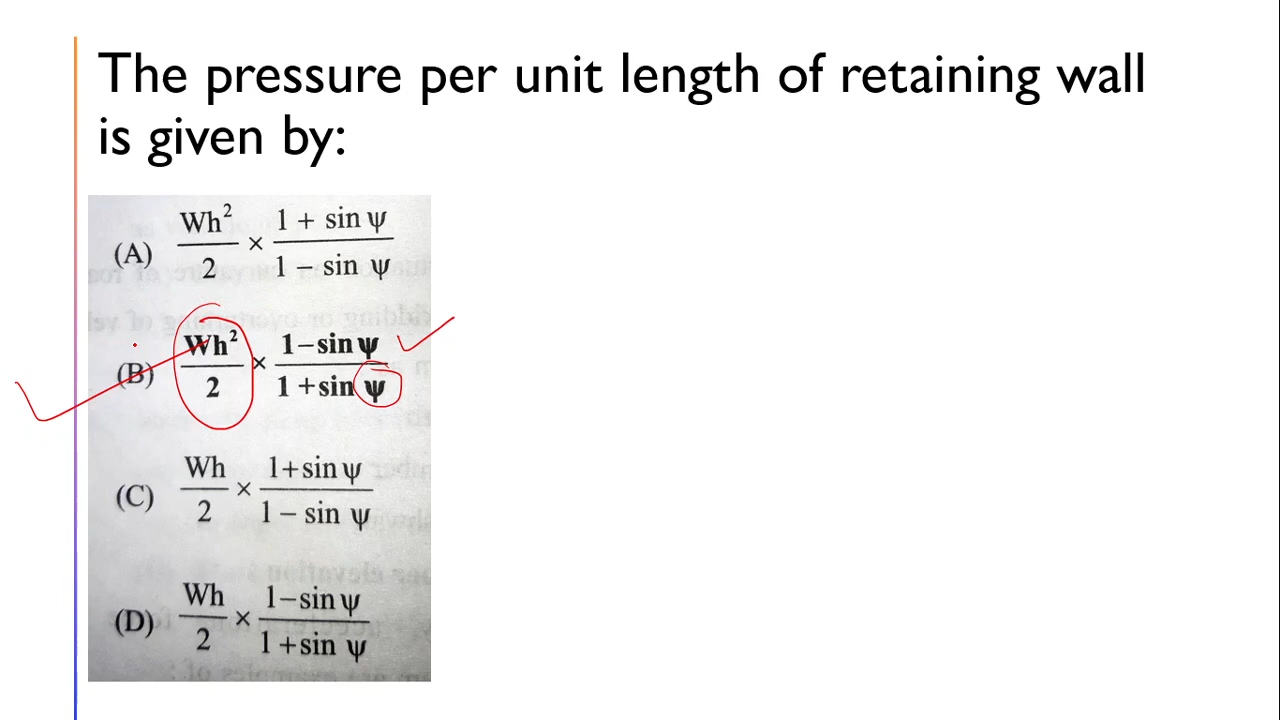 The pressure per unit length of retaining wall
is given by:
(A) Wh²/2 × (1 + sin ψ)/(1 − sin ψ)
(B) Wh²/2 × (1−sin ψ)/(1 +sin ψ)
(C) Wh/2 × (1+sin ψ)/(1 − sin ψ)
(D) Wh/2 × (1−sin ψ)/(1 +sin ψ)